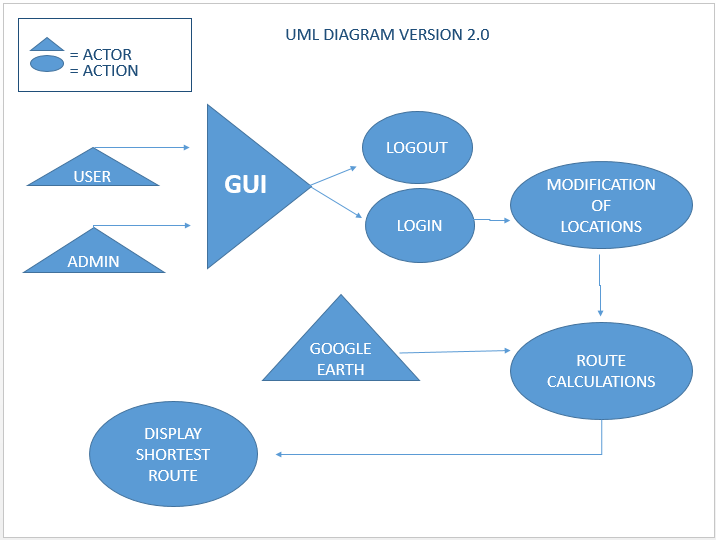 UML DIAGRAM VERSION 2.0
= ACTOR
= ACTION
USER
ADMIN
GUI
LOGOUT
LOGIN
MODIFICATION
OF
LOCATIONS
GOOGLE
EARTH
ROUTE
CALCULATIONS
DISPLAY
SHORTEST
ROUTE